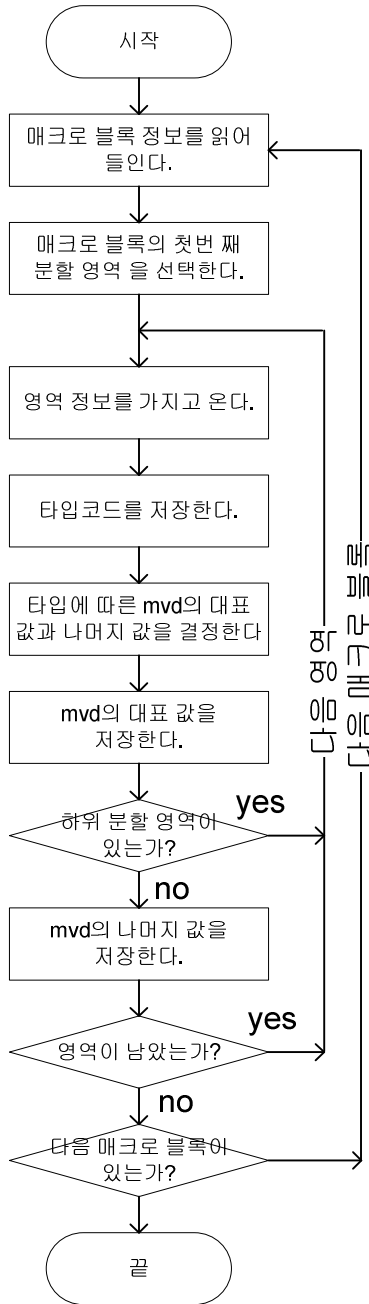 시작
매크로 블록 정보를 읽어
들인다.
매크로 블록의 첫번 째
분할 영역 을 선택한다.
영역 정보를 가지고 온다.
타입코드를 저장한다.
타입에 따른 mvd의 대표
값과 나머지 값을 결정한다
mvd의 대표 값을
저장한다.
하위 분할 영역이
있는가?
yes
no
mvd의 나머지 값을
저장한다.
영역이 남았는가?
yes
no
다음 매크로 블록이
있는가?
끝
다음 영역
다음 매크로 블록